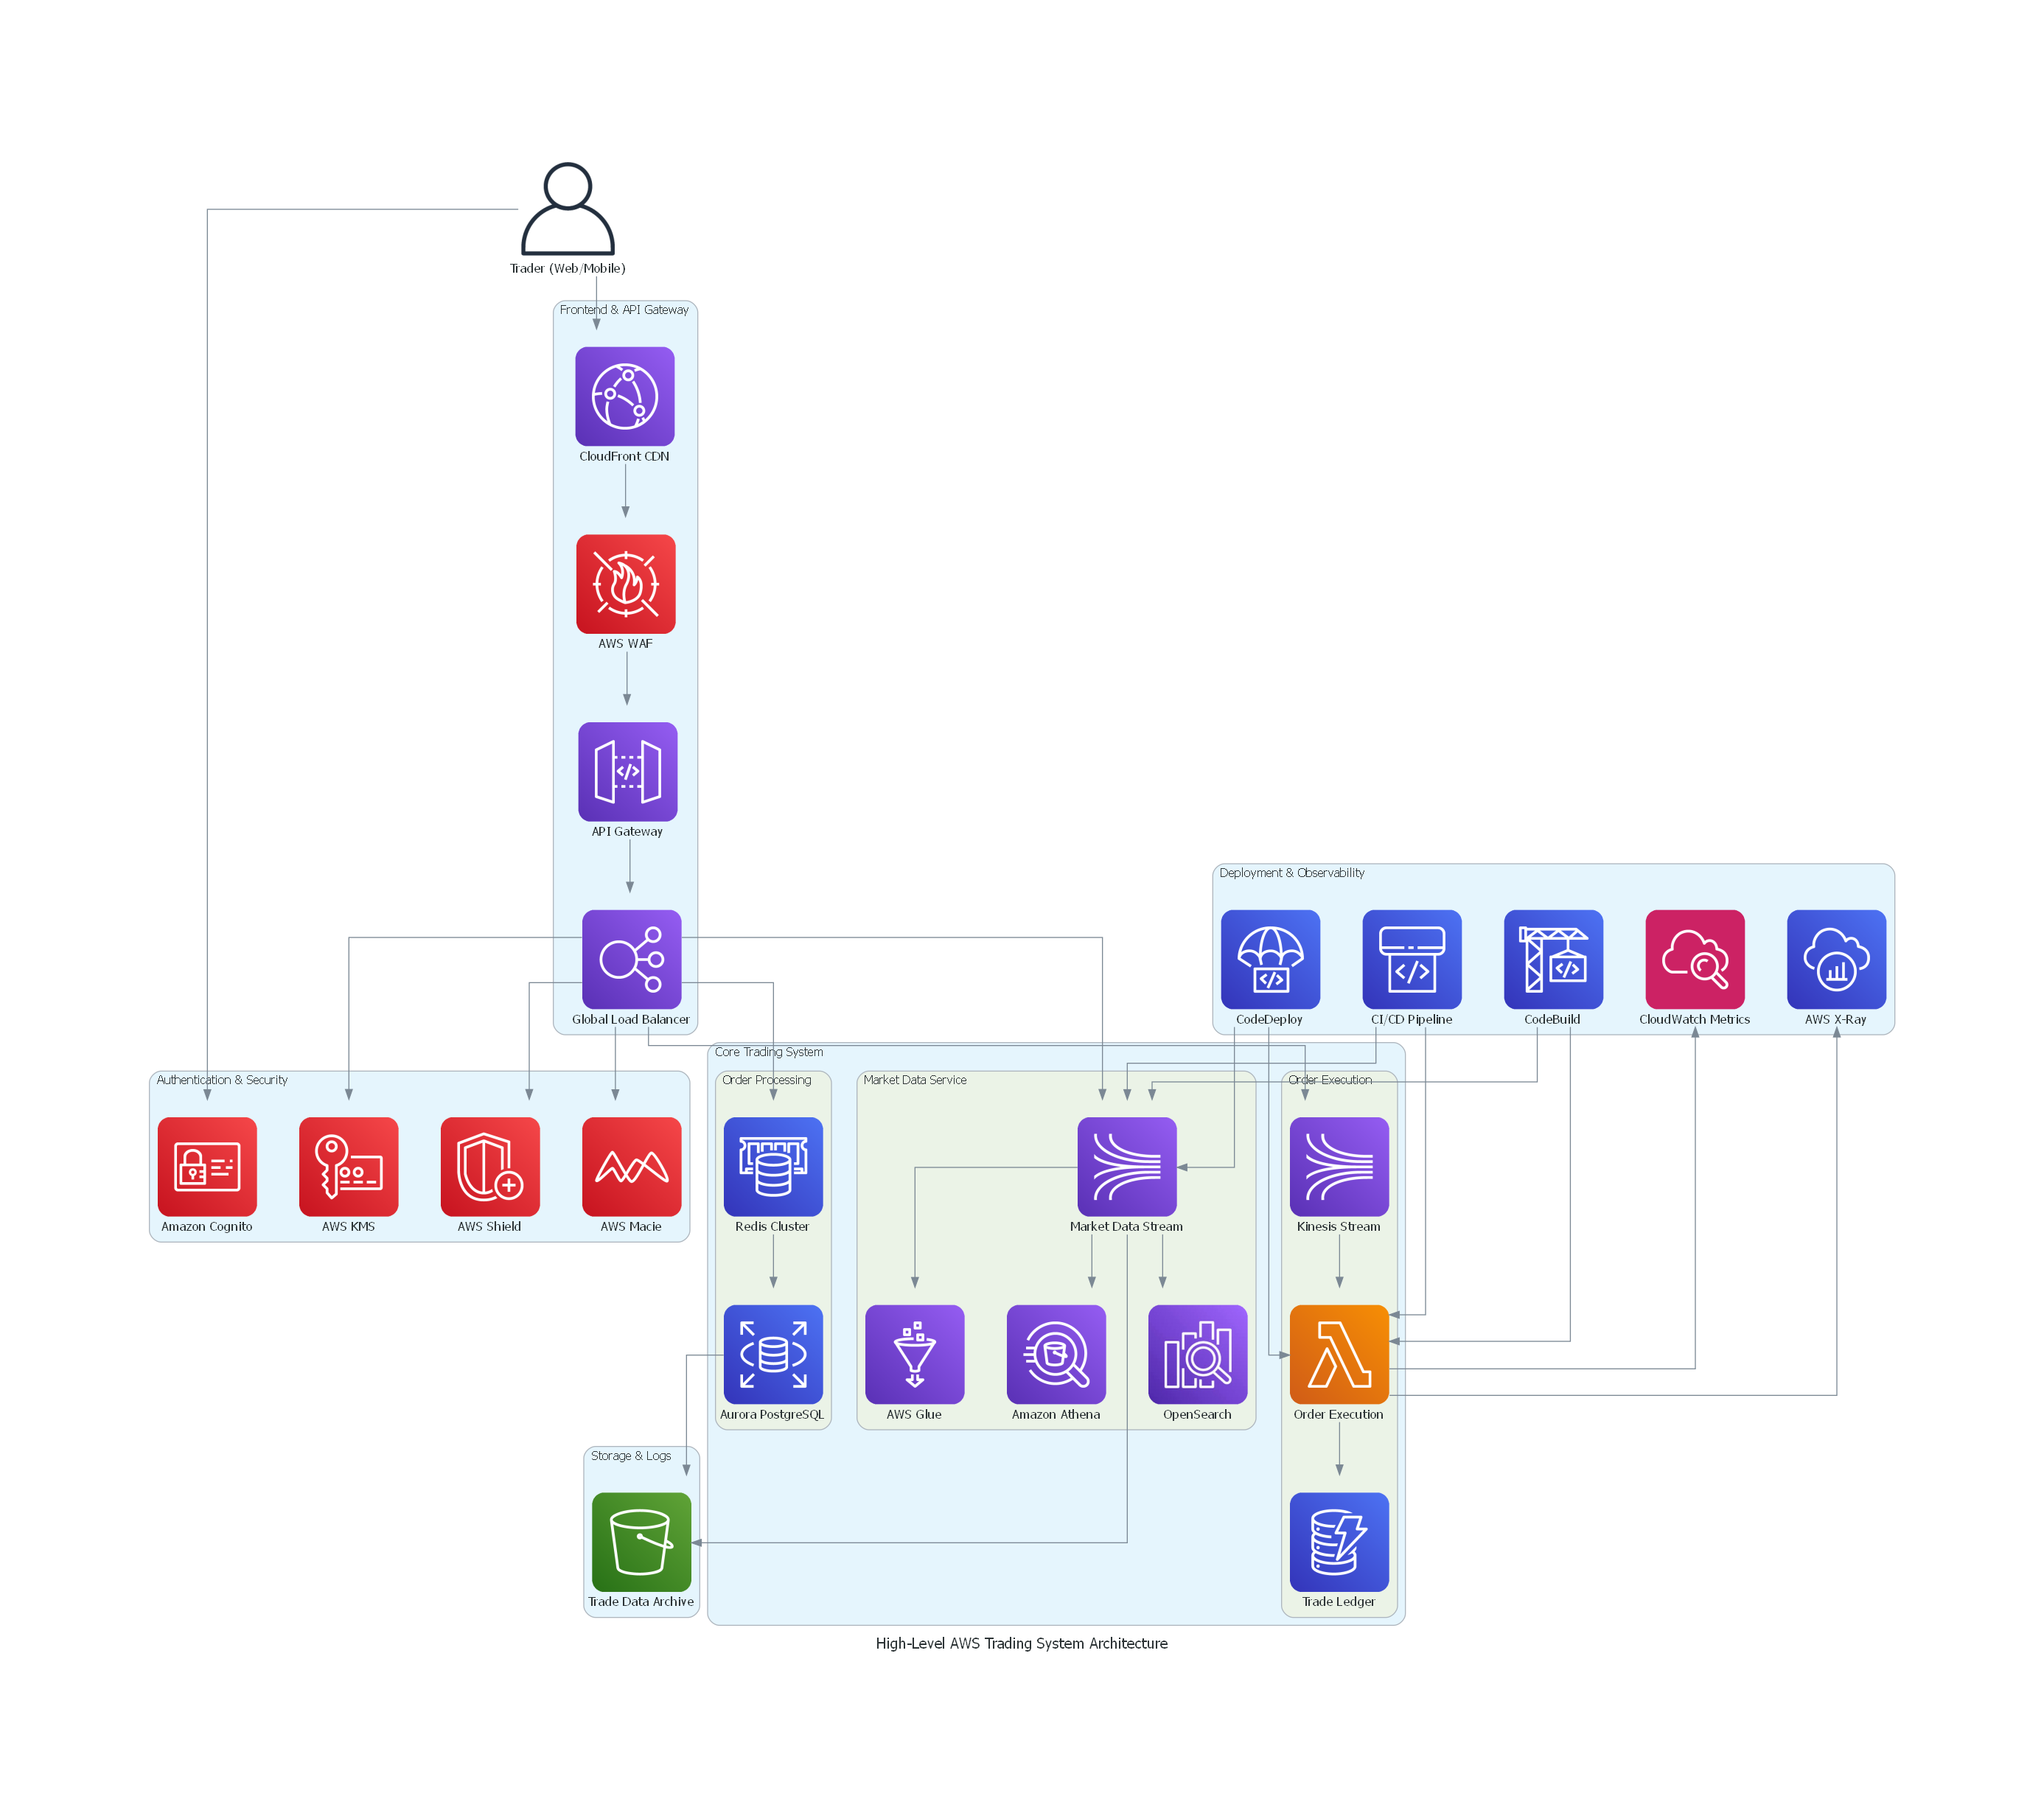 Trader (Web/Mobile)
Frontend & API Gateway
CloudFront CDN
AWS WAF
API Gateway
Global Load Balancer
Deployment & Observability
CodeDeploy
CI/CD Pipeline
CodeBuild
CloudWatch Metrics
AWS X-Ray
Authentication & Security
Amazon Cognito
AWS KMS
AWS Shield
AWS Macie
Core Trading System
Order Processing
Redis Cluster
Aurora PostgreSQL
Market Data Service
Market Data Stream
AWS Glue
Amazon Athena
OpenSearch
Order Execution
Kinesis Stream
Order Execution
Trade Ledger
Storage & Logs
Trade Data Archive
High-Level AWS Trading System Architecture